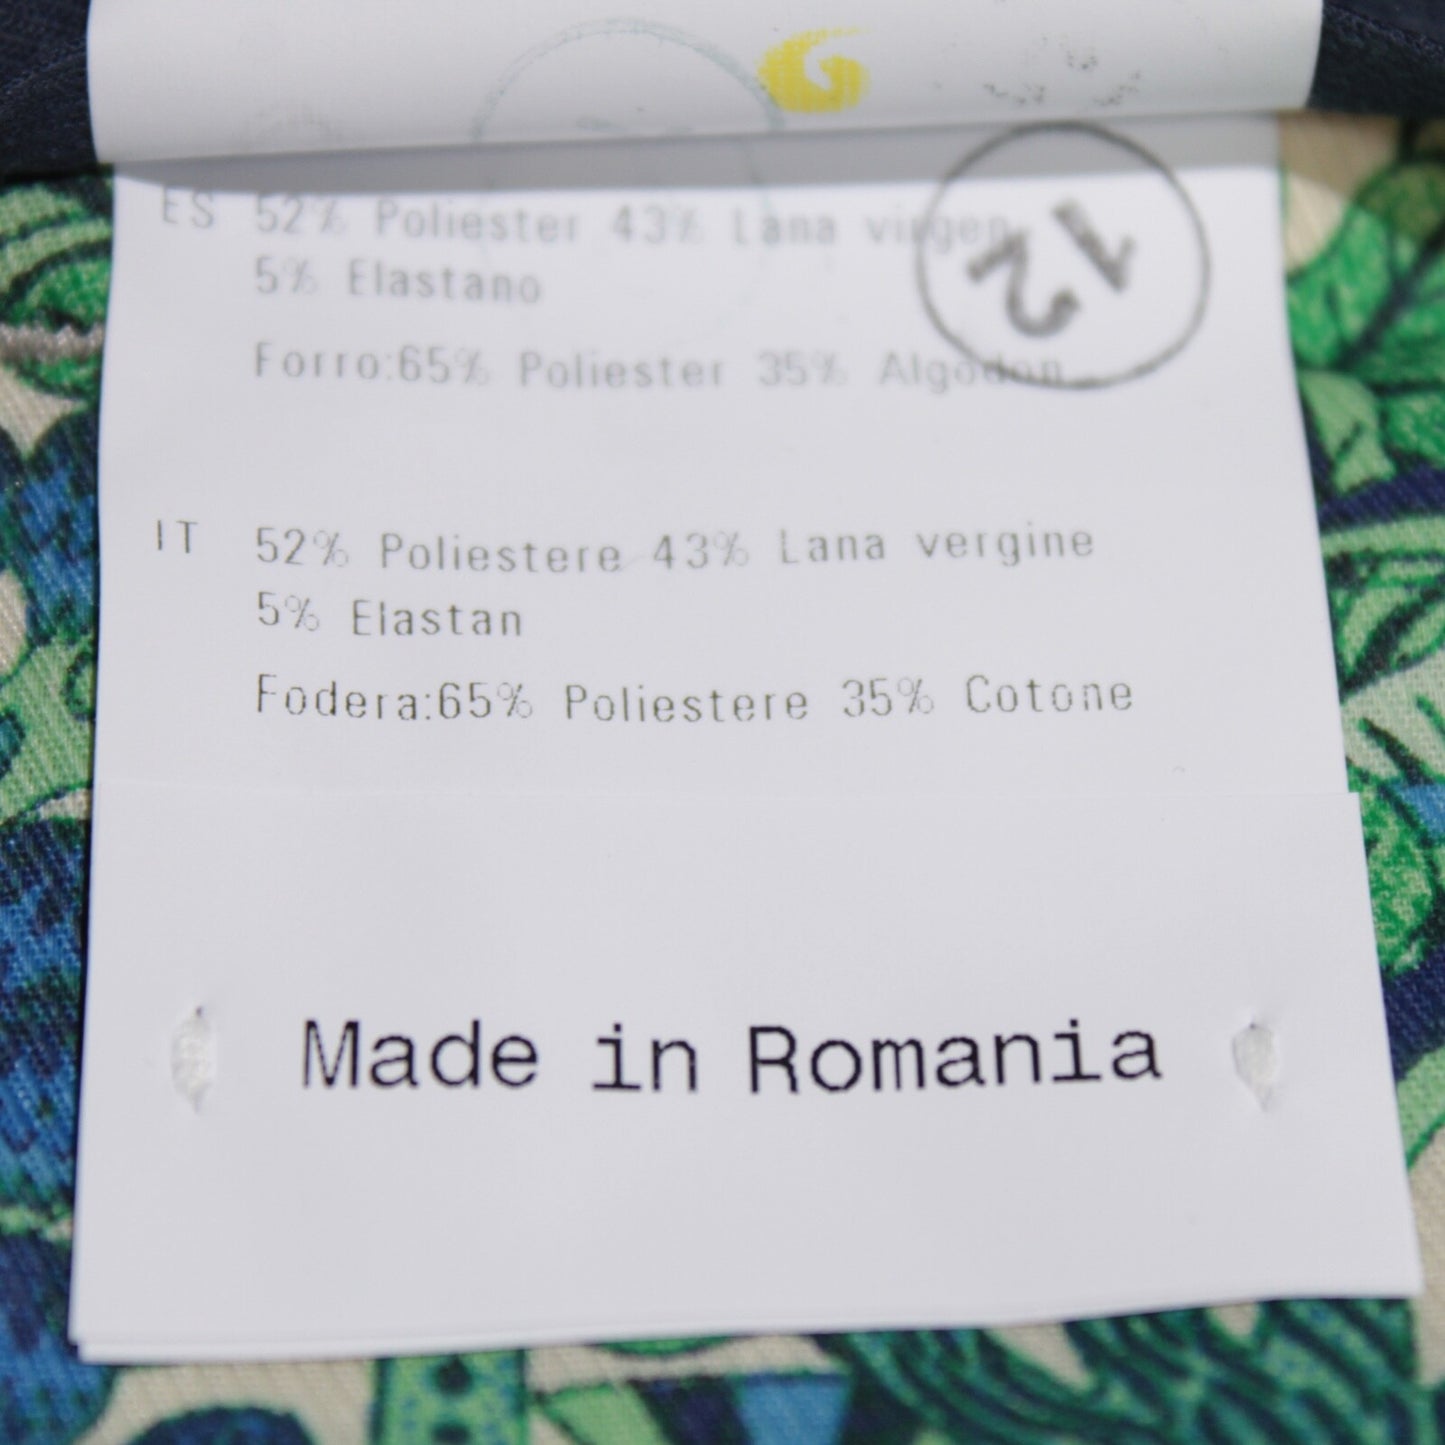 ES 52% Poliester 43% Lana virgen
5% Elastano
Forro:65% Poliester 35% Algodon
12
IT 52% Poliestere 43% Lana vergine
5% Elastan
Fodera:65% Poliestere 35% Cotone
Made in Romania